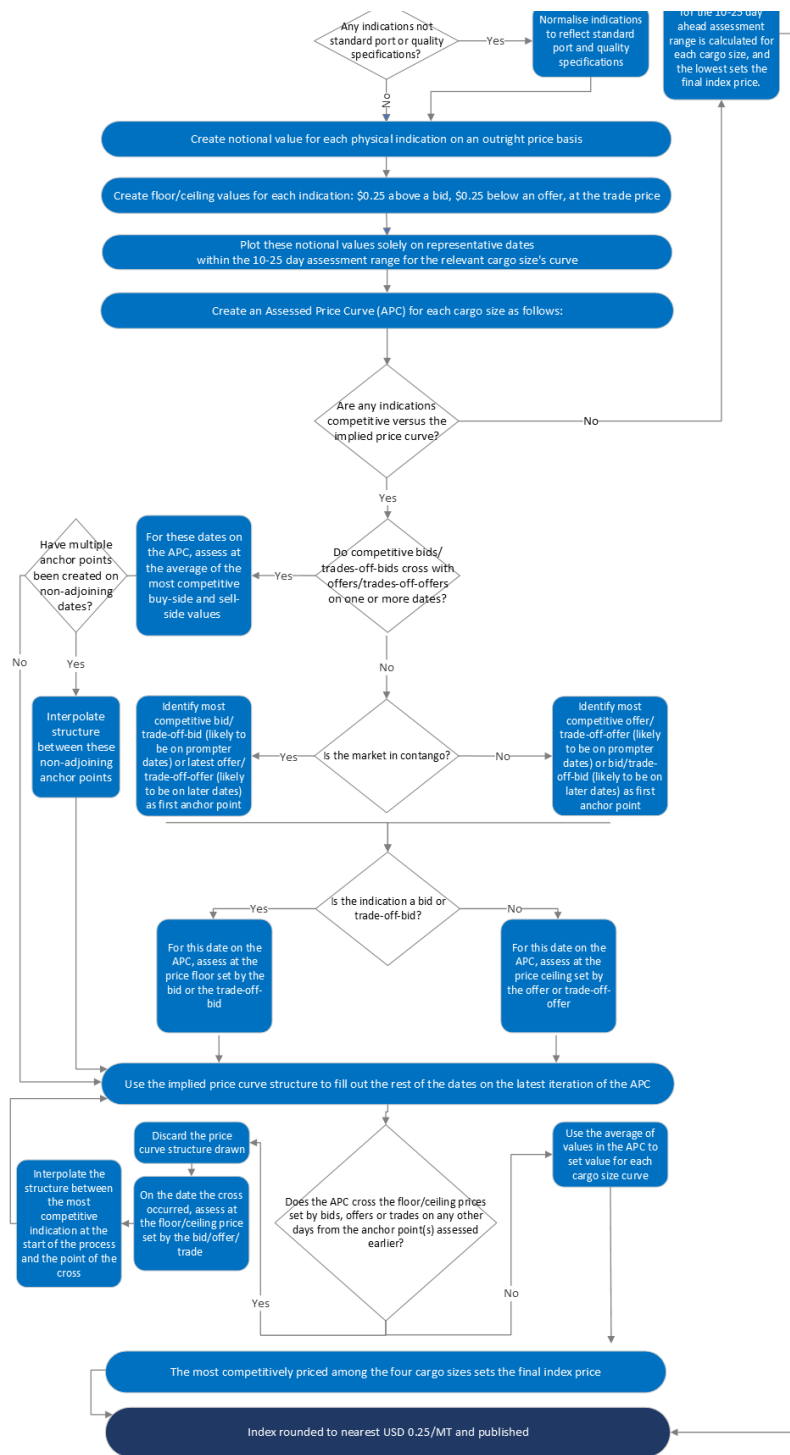 for the 10-25 day
ahead assessment
range is calculated for
each cargo size, and
the lowest sets the
final index price.
Any indications not
standard port or quality
specifications?
Yes
Normalise indications
to reflect standard
port and quality
specifications
No
Create notional value for each physical indication on an outright price basis
Create floor/ceiling values for each indication: $0.25 above a bid, $0.25 below an offer, at the trade price
Plot these notional values solely on representative dates
within the 10-25 day assessment range for the relevant cargo size's curve
Create an Assessed Price Curve (APC) for each cargo size as follows:
Are any indications
competitive versus the
implied price curve?
No
Yes
Have multiple
anchor points
been created on
non-adjoining
dates?
For these dates on
the APC, assess at
the average of the
most competitive
buy-side and sell-
side values
Yes
Do competitive bids/
trades-off-bids cross with
offers/trades-off-offers
on one or more dates?
No
Yes
No
Interpolate
structure
between these
non-adjoining
anchor points
Identify most
competitive bid/
trade-off-bid (likely to
be on prompter
dates) or latest offer/
trade-off-offer (likely
to be on later dates)
as first anchor point
Yes
Is the market in contango?
No
Identify most
competitive offer/
trade-off-offer (likely
to be on prompter
dates) or bid/trade-
off-bid (likely to be on
later dates) as first
anchor point
Yes
Is the indication a bid or
trade-off-bid?
No
For this date on the
APC, assess at the
price floor set by the
bid or the trade-off-
bid
For this date on the
APC, assess at the
price ceiling set by
the offer or trade-off-
offer
Use the implied price curve structure to fill out the rest of the dates on the latest iteration of the APC
Discard the price
curve structure drawn
Use the average of
values in the APC to
set value for each
cargo size curve
Interpolate the
structure between
the most
competitive
indication at the
start of the process
and the point of the
cross
On the date the
cross occurred, assess
at the floor/ceiling price
set by the bid/offer/
trade
Does the APC cross the floor/ceiling prices
set by bids, offers or trades on any other
days from the anchor point(s) assessed
earlier?
Yes
No
The most competitively priced among the four cargo sizes sets the final index price
Index rounded to nearest USD 0.25/MT and published